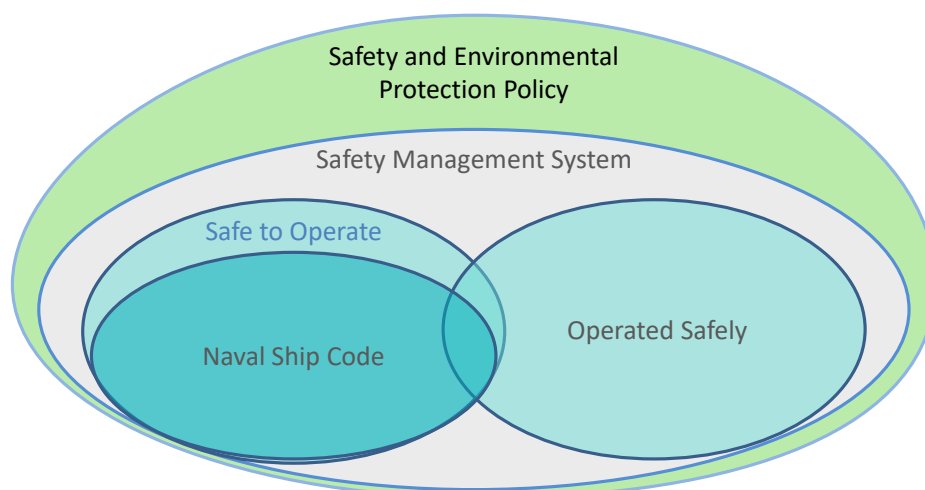 Safety and Environmental
Protection Policy
Safety Management System
Safe to Operate
Operated Safely
Naval Ship Code